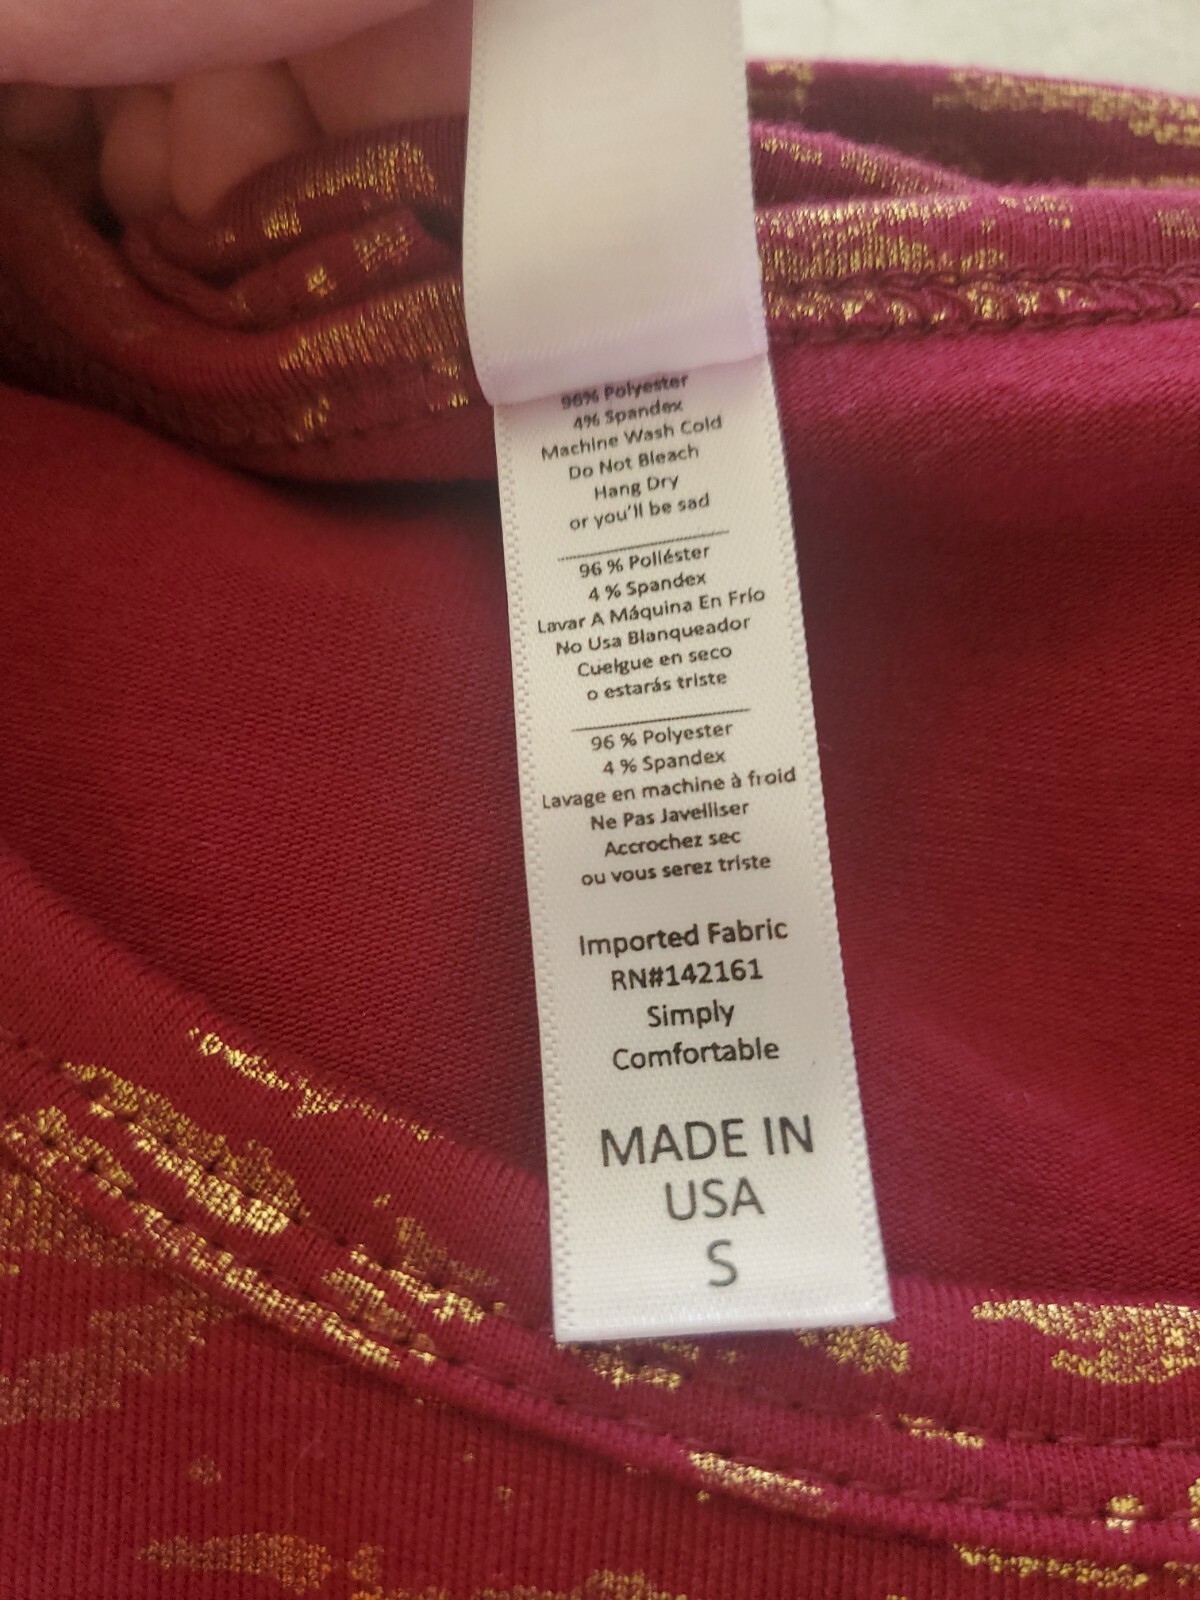 96% Polyester
4% Spandex
Machine Wash Cold
Do Not Bleach
Hang Dry
or you'll be sad
96 % Poliéster
4 % Spandex
Lavar A Máquina En Frío
No Usa Blanqueador
Cuelgue en seco
o estarás triste
96 % Polyester
4 % Spandex
Lavage en machine à froid
Ne Pas Javelliser
Accrochez sec
ou vous serez triste
Imported Fabric
RN#142161
Simply
Comfortable
MADE IN
USA
S